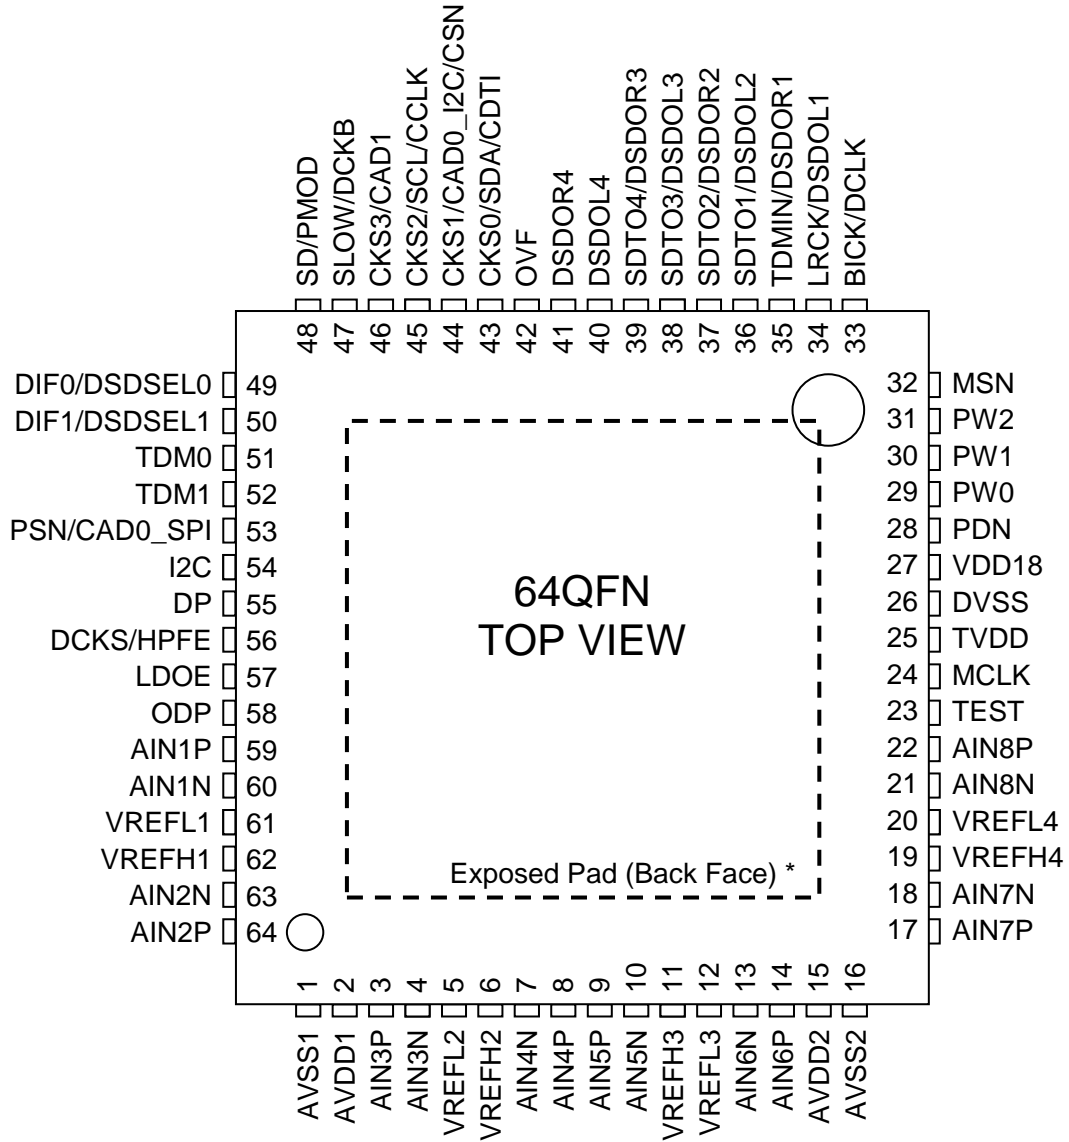 SD/PMOD
SLOW/DCKB
CKS3/CAD1
CKS2/SCL/CCLK
CKS1/CAD0_I2C/CSN
CKS0/SDA/CDTI
OVF
DSDOR4
DSDOL4
SDTO4/DSDOR3
SDTO3/DSDOL3
SDTO2/DSDOR2
SDTO1/DSDOL2
TDMIN/DSDOR1
LRCK/DSDOL1
BICK/DCLK
48
47
46
45
44
43
42
41
40
39
38
37
36
35
34
33
DIF0/DSDSEL0 49
DIF1/DSDSEL1 50
TDM0 51
TDM1 52
PSN/CAD0_SPI 53
I2C 54
DP 55
DCKS/HPFE 56
LDOE 57
ODP 58
AIN1P 59
AIN1N 60
VREFL1 61
VREFH1 62
AIN2N 63
AIN2P 64
64QFN
TOP VIEW
Exposed Pad (Back Face) *
32 MSN
31 PW2
30 PW1
29 PW0
28 PDN
27 VDD18
26 DVSS
25 TVDD
24 MCLK
23 TEST
22 AIN8P
21 AIN8N
20 VREFL4
19 VREFH4
18 AIN7N
17 AIN7P
1
2
3
4
5
6
7
8
9
10
11
12
13
14
15
16
AVSS1
AVDD1
AIN3P
AIN3N
VREFL2
VREFH2
AIN4N
AIN4P
AIN5P
AIN5N
VREFH3
VREFL3
AIN6N
AIN6P
AVDD2
AVSS2